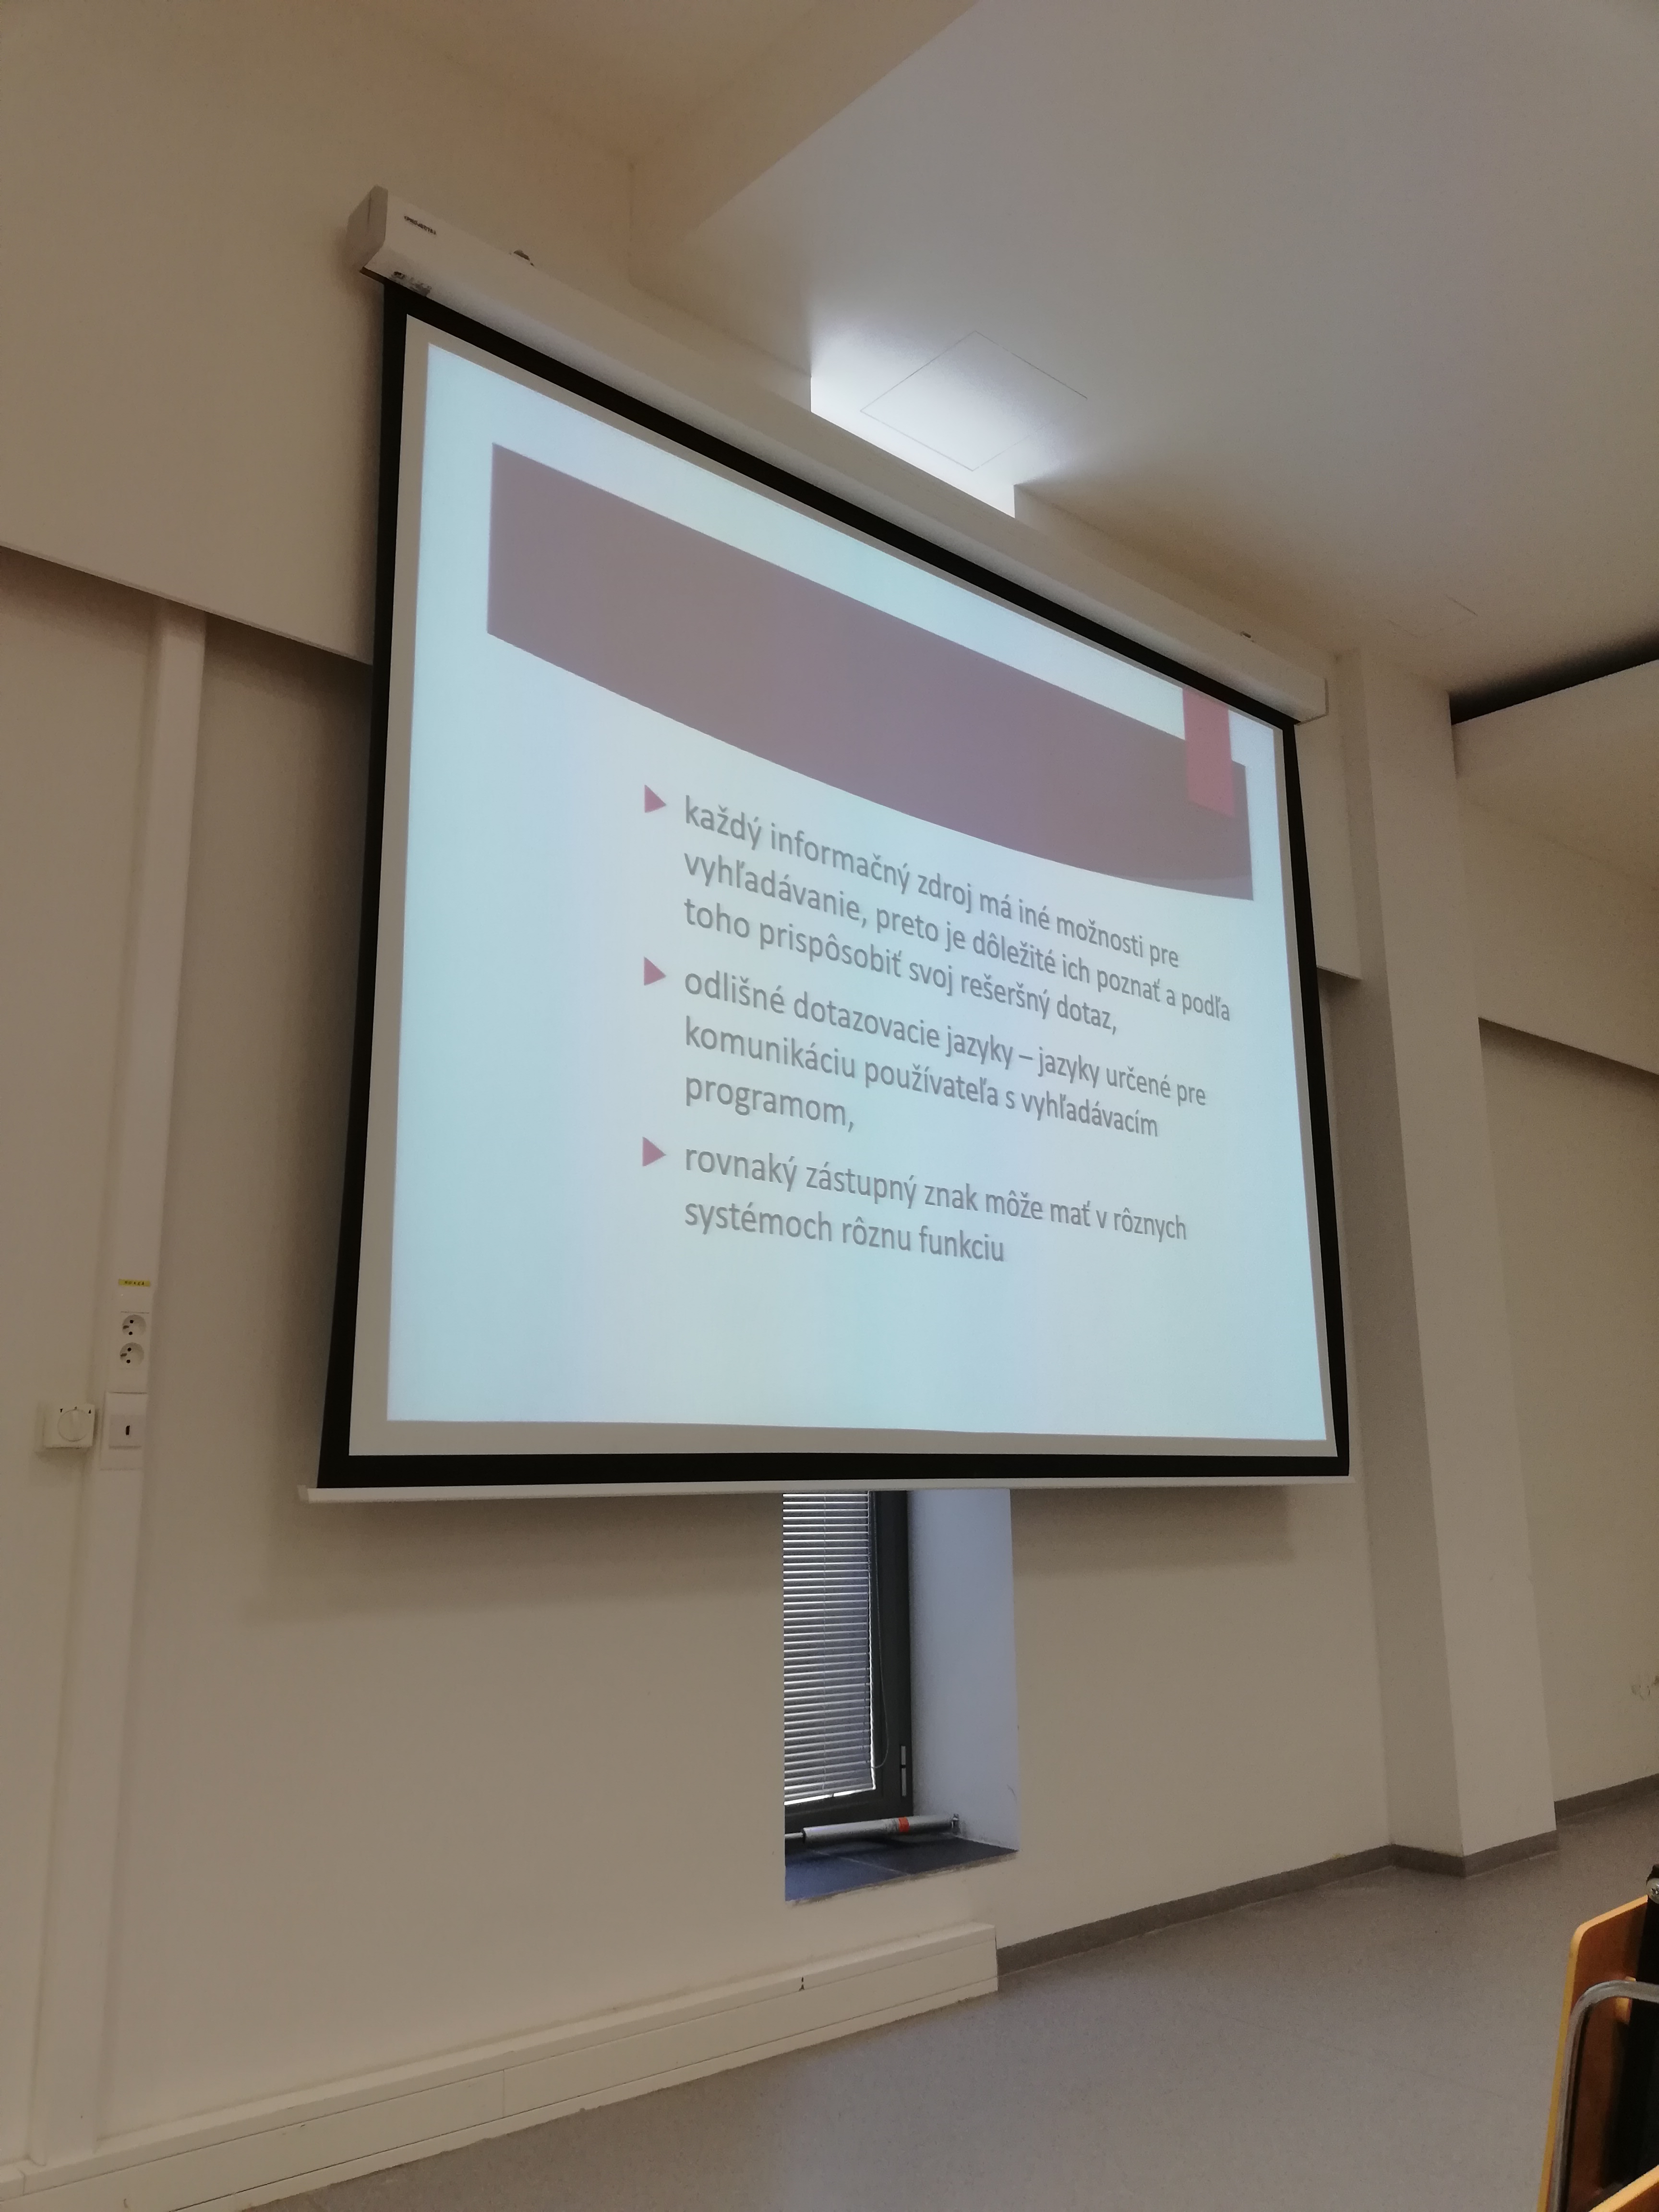 každý informačný zdroj má iné možnosti pre
vyhľadávanie, preto je dôležité ich poznať a podľa
toho prispôsobiť svoj rešeršný dotaz,
odlišné dotazovacie jazyky – jazyky určené pre
komunikáciu používateľa s vyhľadávacím
programom,
rovnaký zástupný znak môže mať v rôznych
systémoch rôznu funkciu